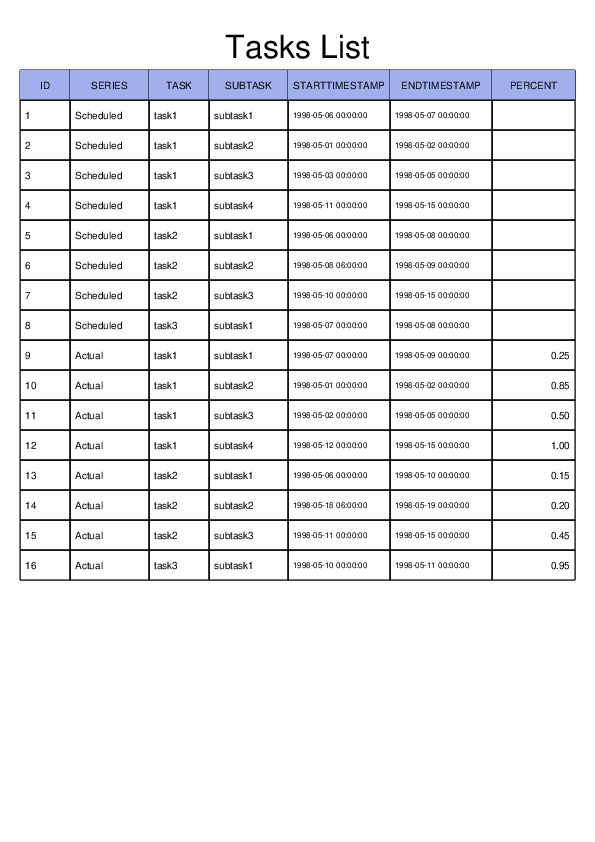 Tasks List
ID SERIES TASK SUBTASK STARTTIMESTAMP ENDTIMESTAMP PERCENT
1 Scheduled task1 subtask1 1998-05-06 00:00:00 1998-05-07 00:00:00
2 Scheduled task1 subtask2 1998-05-01 00:00:00 1998-05-02 00:00:00
3 Scheduled task1 subtask3 1998-05-03 00:00:00 1998-05-05 00:00:00
4 Scheduled task1 subtask4 1998-05-11 00:00:00 1998-05-15 00:00:00
5 Scheduled task2 subtask1 1998-05-06 00:00:00 1998-05-08 00:00:00
6 Scheduled task2 subtask2 1998-05-08 06:00:00 1998-05-09 00:00:00
7 Scheduled task2 subtask3 1998-05-10 00:00:00 1998-05-15 00:00:00
8 Scheduled task3 subtask1 1998-05-07 00:00:00 1998-05-08 00:00:00
9 Actual task1 subtask1 1998-05-07 00:00:00 1998-05-09 00:00:00 0.25
10 Actual task1 subtask2 1998-05-01 00:00:00 1998-05-02 00:00:00 0.85
11 Actual task1 subtask3 1998-05-02 00:00:00 1998-05-05 00:00:00 0.50
12 Actual task1 subtask4 1998-05-12 00:00:00 1998-05-15 00:00:00 1.00
13 Actual task2 subtask1 1998-05-06 00:00:00 1998-05-10 00:00:00 0.15
14 Actual task2 subtask2 1998-05-18 06:00:00 1998-05-19 00:00:00 0.20
15 Actual task2 subtask3 1998-05-11 00:00:00 1998-05-15 00:00:00 0.45
16 Actual task3 subtask1 1998-05-10 00:00:00 1998-05-11 00:00:00 0.95